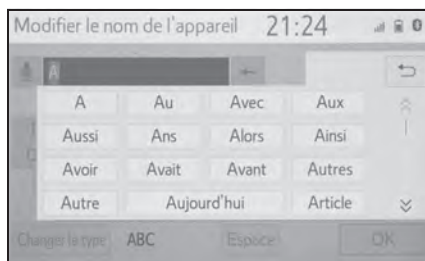 Modifier le nom de l'appareil 21:24
A
A Au Avec Aux
Aussi Ans Alors Ainsi
Avoir Avait Avant Autres
Autre Aujourd'hui Article
Changer le type ABC Espace OK